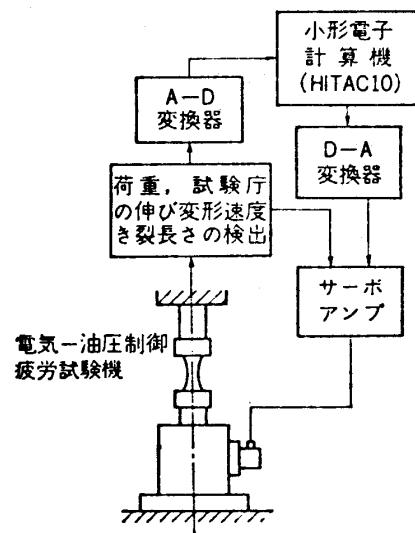 小形電子
計算機
(HITAC10)
A-D
変換器
D-A
変換器
荷重，試験庁
の伸び変形速度
き裂長さの検出
サーボ
アンプ
電気-油圧制御
疲労試験機